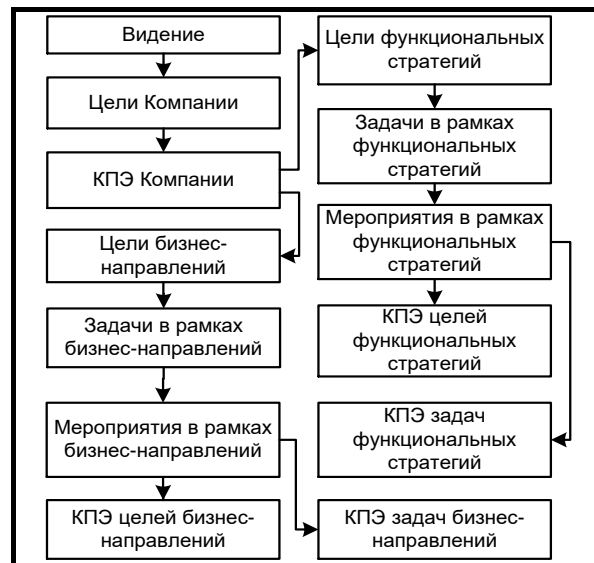 Видение
Цели Компании
КПЭ Компании
Цели бизнес-
направлений
Задачи в рамках
бизнес-направлений
Мероприятия в рамках
бизнес-направлений
КПЭ целей бизнес-
направлений
Цели функциональных
стратегий
Задачи в рамках
функциональных
стратегий
Мероприятия в рамках
функциональных
стратегий
КПЭ целей
функциональных
стратегий
КПЭ задач
функциональных
стратегий
КПЭ задач бизнес-
направлений